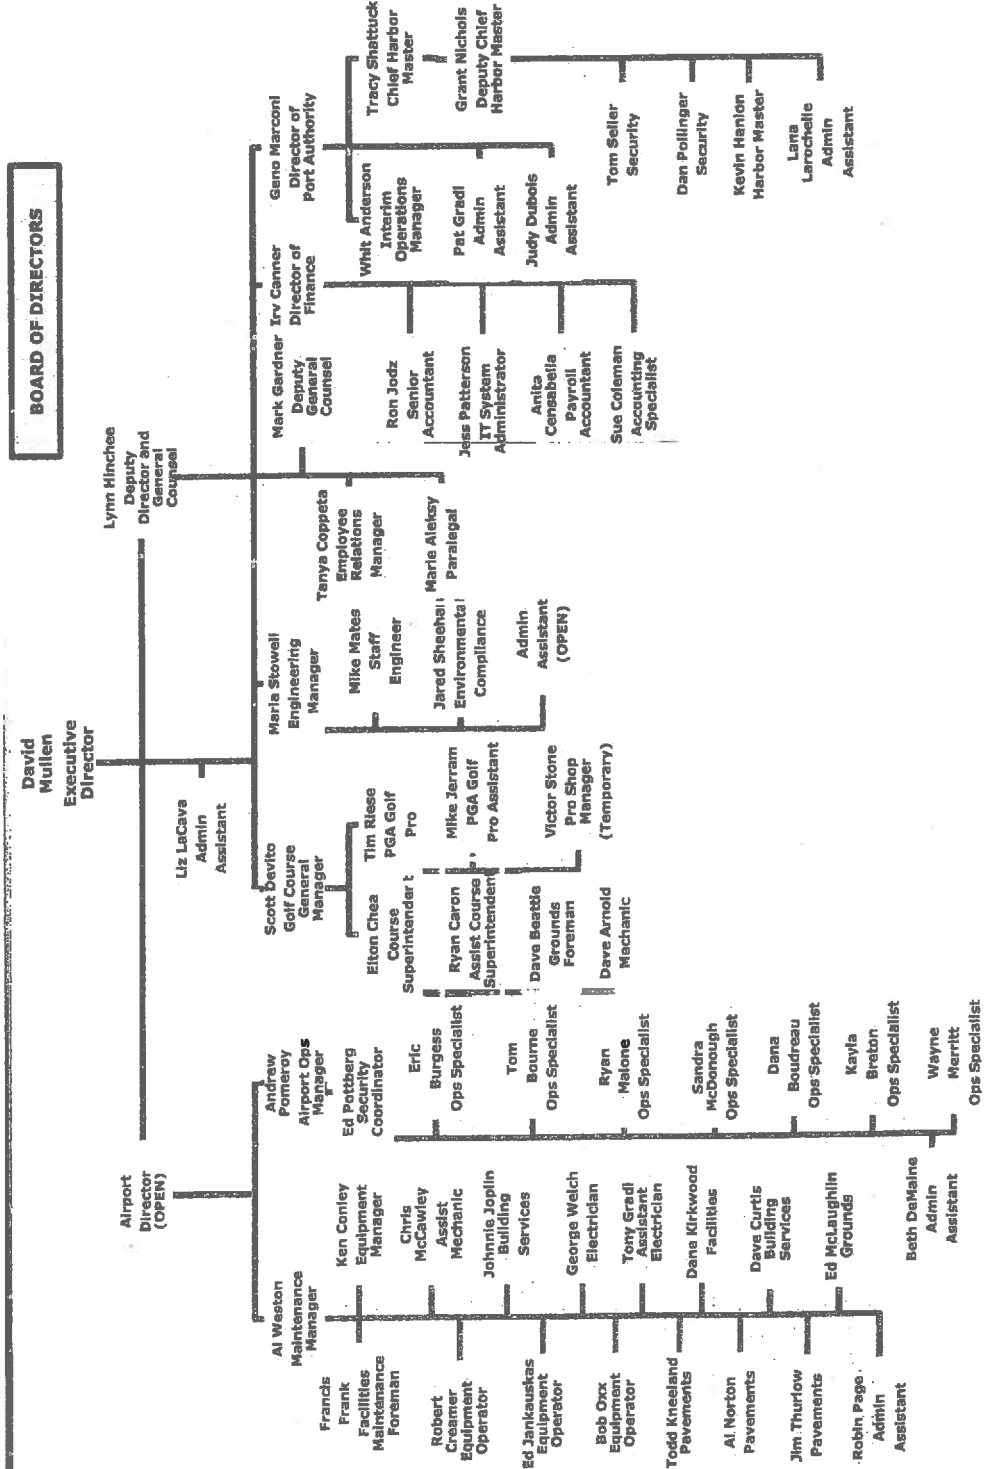 BOARD OF DIRECTORS
David
Mullen
Executive
Director
Liz LaCava
Admin
Assistant
Airport
Director
(OPEN)
Lynn Hinchee
Deputy
Director and
General
Counsel
Al Weston
Maintenance
Manager
Francis
Frank
Facilities
Maintenance
Foreman
Robert
Creamer
Equipment
Operator
Ed Jankauskas
Equipment
Operator
Bob Oxx
Equipment
Operator
Todd Kneeland
Pavements
Al Norton
Pavements
Jim Thurlow
Pavements
Robin Page
Admin
Assistant
Ken Conley
Equipment
Manager
Chris
McCawley
Assist
Mechanic
Johnnie Joplin
Building
Services
George Welch
Electrician
Tony Gradl
Assistant
Electrician
Dane Kirkwood
Facilities
Dave Curtis
Building
Services
Ed McLaughlin
Grounds
Andrew
Pomeroy
Airport Ops
Manager
Ed Pottberg
Security
Coordinator
Eric
Burgess
Ops Specialist
Tom
Bourne
Ops Specialist
Ryan
Malone
Ops Specialist
Sandra
McDonough
Ops Specialist
Dana
Boudreau
Ops Specialist
Kayla
Breton
Ops Specialist
Wayne
Merritt
Ops Specialist
Beth DeMaine
Admin
Assistant
Scott Devito
Golf Course
General
Manager
Elton Chea
Course
Superintender t
Ryan Caron
Assist Course
Superintendent
Dave Beattie
Grounds
Foreman
Dave Arnold
Mechanic
Tim Riese
PGA Golf
Pro
Mike Jerram
PGA Golf
Pro Assistant
Victor Stone
Pro Shop
Manager
(Temporary)
Maria Stowell
Engineering
Manager
Mike Mates
Staff
Engineer
Jared Sheehan
Environmental
Compliance
Admin
Assistant
(OPEN)
Tanya Coppeta
Employee
Relations
Manager
Marie Aleksy
Paralegal
Mark Gardner
Deputy
General
Counsel
Irv Canner
Director of
Finance
Ron Jodz
Senior
Accountant
Jess Patterson
IT System
Administrator
Anita
Censabella
Payroll
Accountant
Sue Coleman
Accounting
Specialist
Geno Marconi
Director of
Port Authority
Whit Anderson
Interim
Operations
Manager
Pat Gradl
Admin
Assistant
Judy Dubois
Admin
Assistant
Tracy Shattuck
Chief Harbor
Master
Grant Nichols
Deputy Chief
Harbor Master
Tom Seller
Security
Dan Pollinger
Security
Kevin Hanlon
Harbor Master
Lana
Larochelle
Admin
Assistant